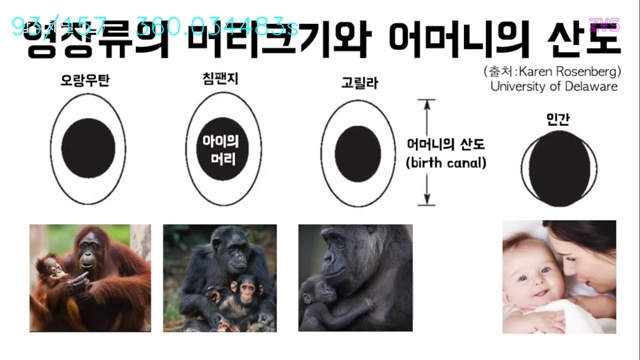 93/157 360.034483s
영장류의 머리크기와 어머니의 산도
(출처:Karen Rosenberg)
University of Delaware
오랑우탄
침팬지
고릴라
인간
아이의
머리
어머니의 산도
(birth canal)